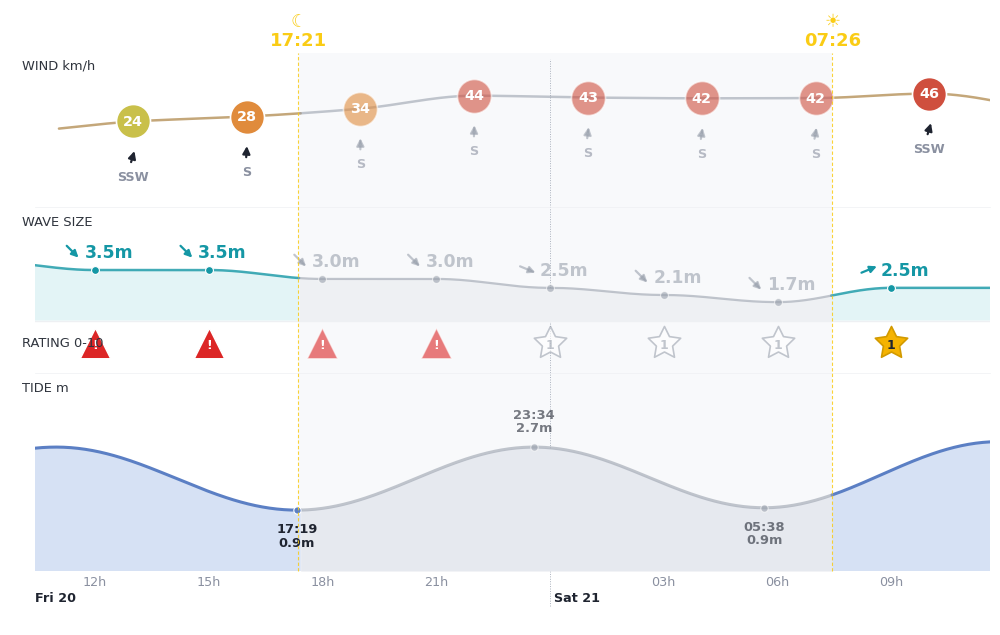 17:21 07:26
WIND km/h
24 28 34 44 43 42 42 46
SSW S S S S S S SSW
WAVE SIZE
3.5m 3.5m 3.0m 3.0m 2.5m 2.1m 1.7m 2.5m
RATING 0-10 ! ! ! ! 1 1 1 1
TIDE m
23:34
2.7m
17:19 05:38
0.9m 0.9m
12h 15h 18h 21h 03h 06h 09h
Fri 20 Sat 21